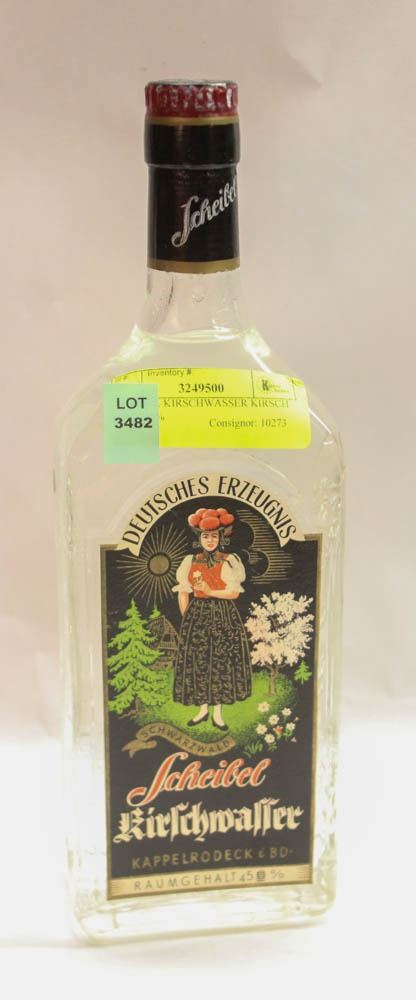 Scheibel
Inventory #
3249500
LOT
3482
KIRSCHWASSER KIRSCH
Consignor: 10273
DEUTSCHES ERZEUGNIS
SCHWARZWALD
Scheibel
Kirschwasser
KAPPELRODECK i BD-
RAUMGEHALT 45 %